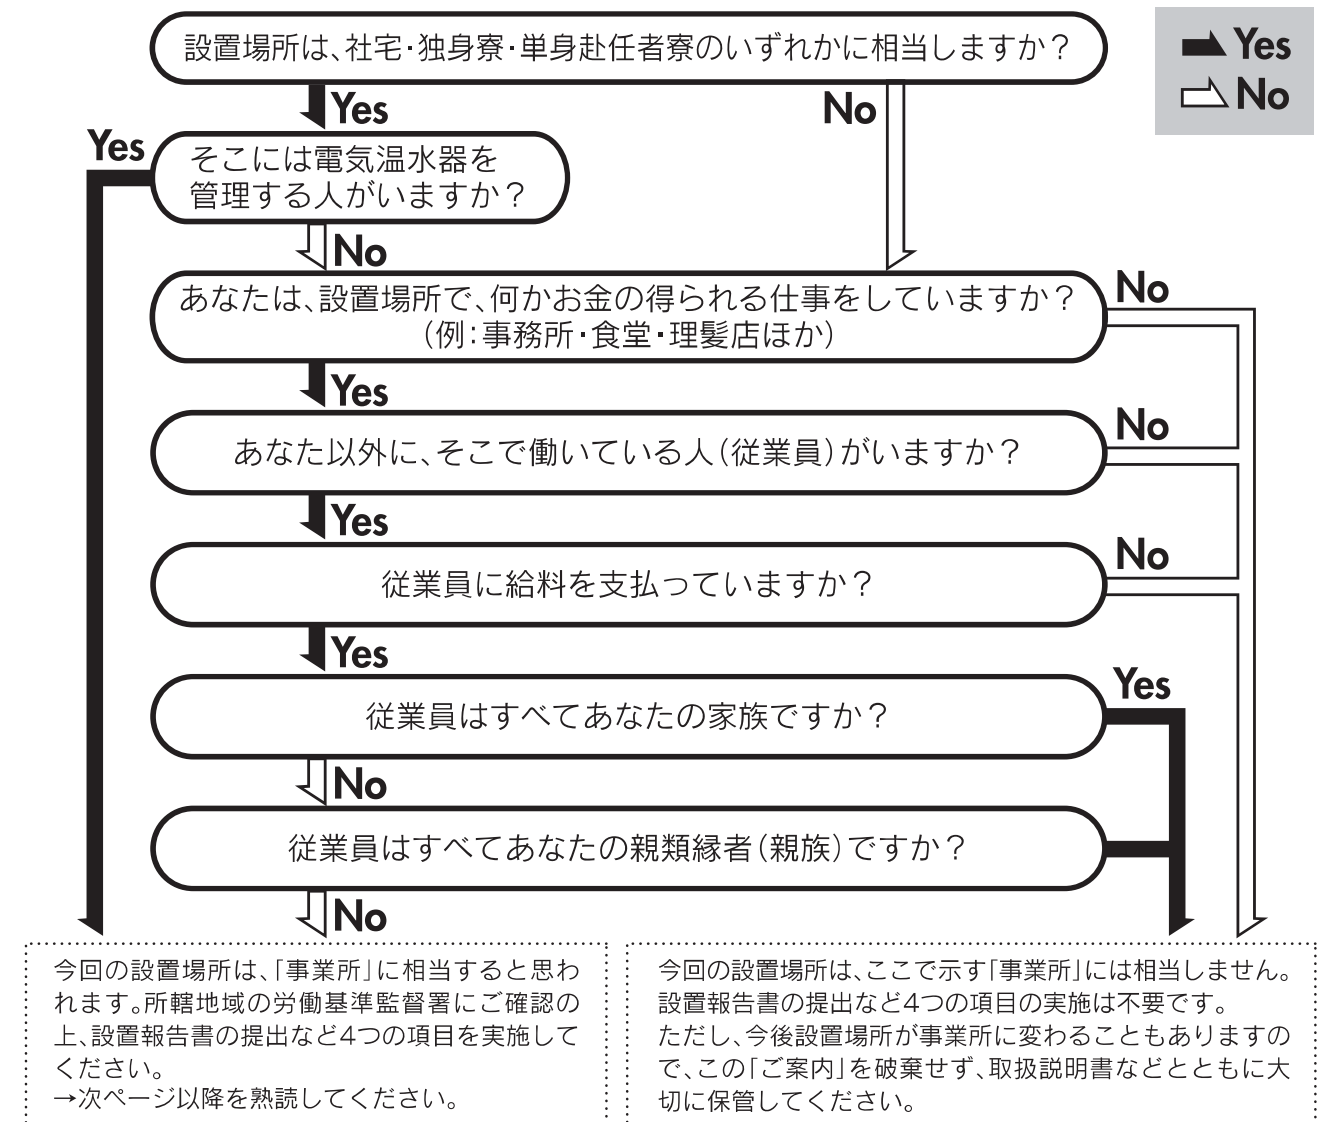 設置場所は、社宅・独身寮・単身赴任者寮のいずれかに相当しますか？
Yes
No
Yes
No
Yes
そこには電気温水器を
管理する人がいますか？
No
あなたは、設置場所で、何かお金の得られる仕事をしていますか？
（例：事務所・食堂・理髪店ほか）
No
Yes
あなた以外に、そこで働いている人（従業員）がいますか？
No
Yes
従業員に給料を支払っていますか？
No
Yes
従業員はすべてあなたの家族ですか？
Yes
No
従業員はすべてあなたの親類縁者（親族）ですか？
No
今回の設置場所は、「事業所」に相当すると思わ
れます。所轄地域の労働基準監督署にご確認の
上、設置報告書の提出など4つの項目を実施して
ください。
→次ページ以降を熟読してください。
今回の設置場所は、ここで示す「事業所」には相当しません。
設置報告書の提出など4つの項目の実施は不要です。
ただし、今後設置場所が事業所に変わることもありますの
で、この「ご案内」を破棄せず、取扱説明書などとともに大
切に保管してください。